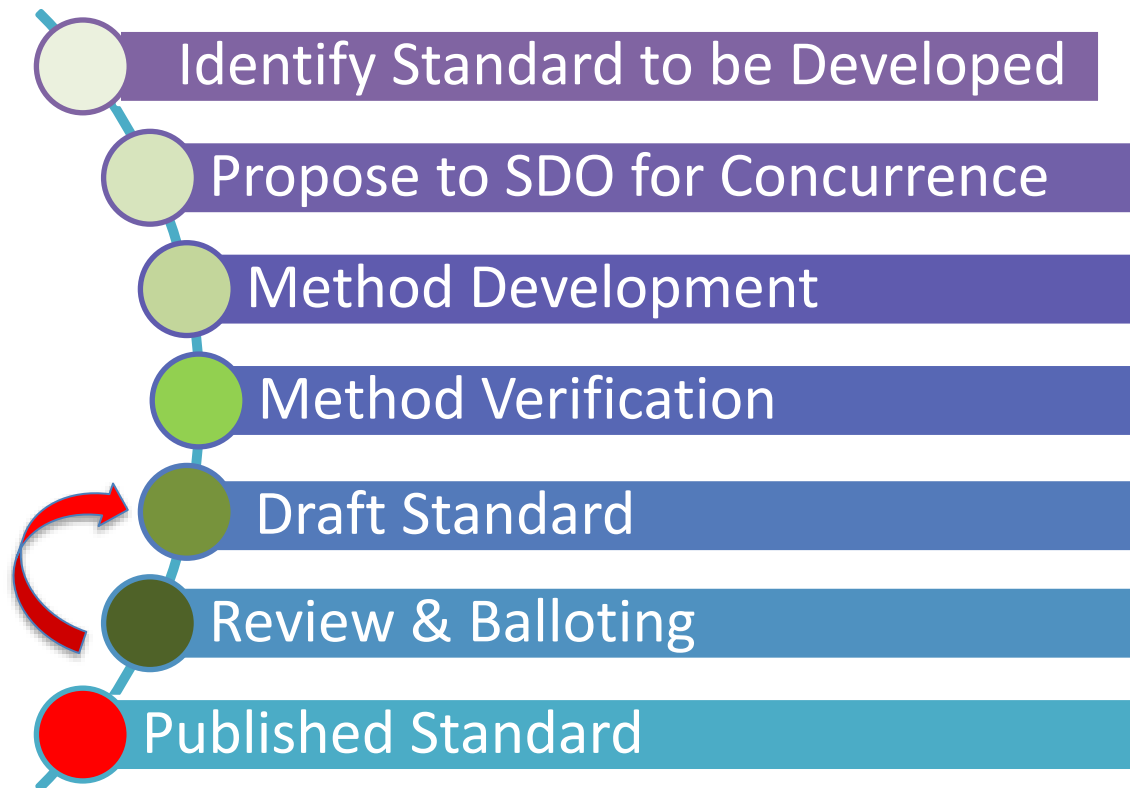 Identify Standard to be Developed
Propose to SDO for Concurrence
Method Development
Method Verification
Draft Standard
Review & Balloting
Published Standard